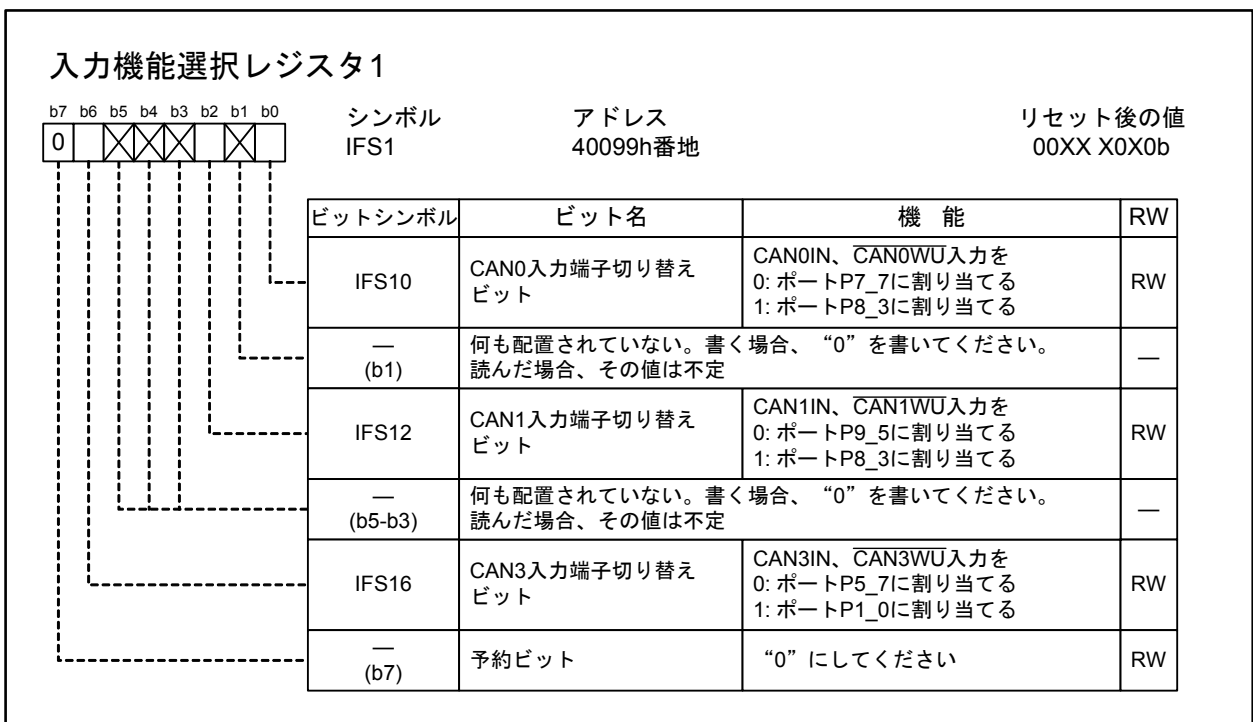 入力機能選択レジスタ1
b7 b6 b5 b4 b3 b2 b1 b0
0
シンボル
IFS1
アドレス
40099h番地
リセット後の値
00XX X0X0b
ビットシンボル ビット名 機 能 RW
IFS10
CAN0入力端子切り替え
ビット
CAN0IN、CAN0WU入力を
0: ポートP7_7に割り当てる
1: ポートP8_3に割り当てる
RW
—
(b1)
何も配置されていない。書く場合、“0”を書いてください。
読んだ場合、その値は不定
—
IFS12
CAN1入力端子切り替え
ビット
CAN1IN、CAN1WU入力を
0: ポートP9_5に割り当てる
1: ポートP8_3に割り当てる
RW
—
(b5-b3)
何も配置されていない。書く場合、“0”を書いてください。
読んだ場合、その値は不定
—
IFS16
CAN3入力端子切り替え
ビット
CAN3IN、CAN3WU入力を
0: ポートP5_7に割り当てる
1: ポートP1_0に割り当てる
RW
—
(b7)
予約ビット
“0”にしてください
RW